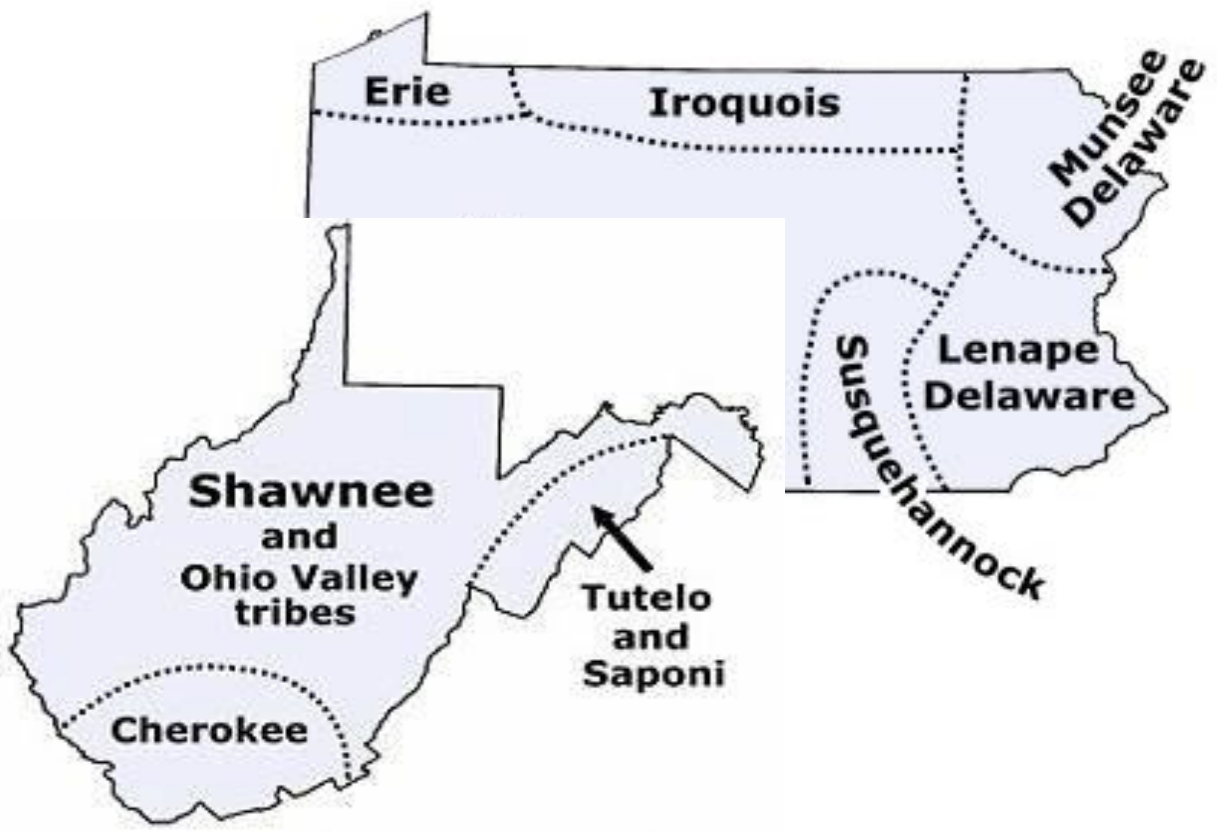 Erie
Iroquois
Munsee
Delaware
Lenape
Delaware
Susquehannock
Shawnee
and
Ohio Valley
tribes
Tutelo
and
Saponi
Cherokee